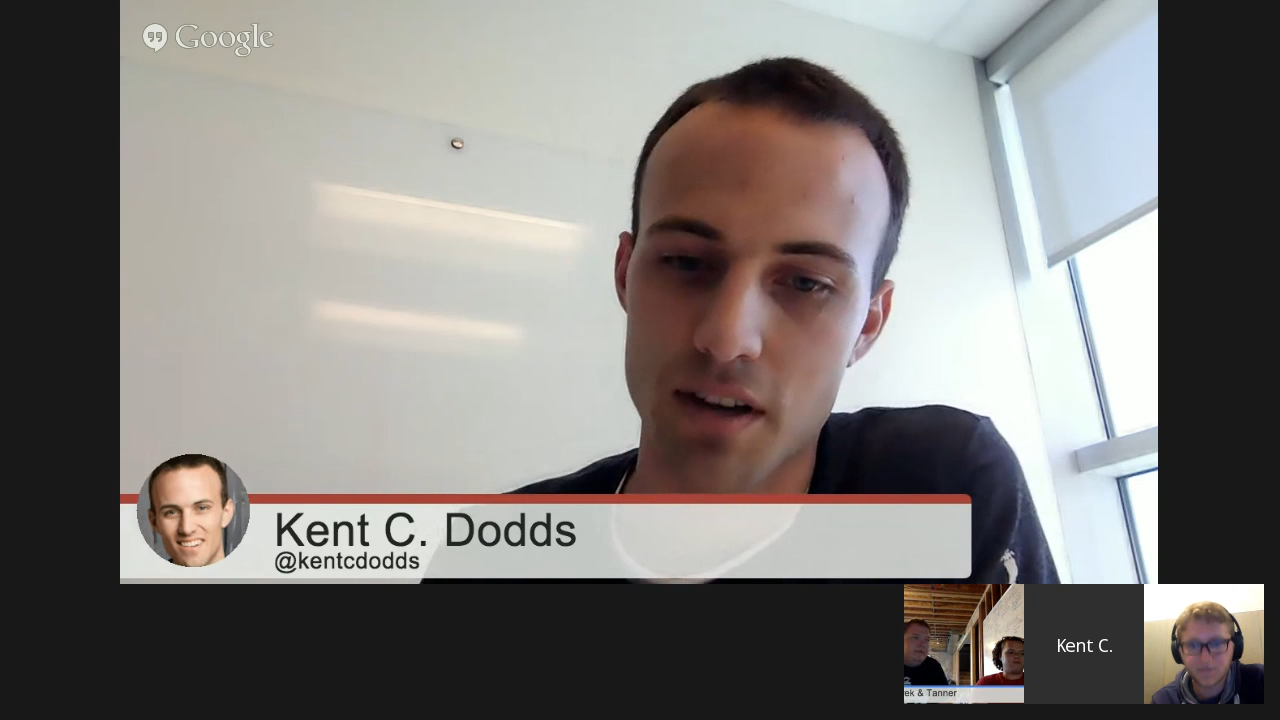 Google
Kent C. Dodds
@kentcdodds
Kent C.
ek & Tanner